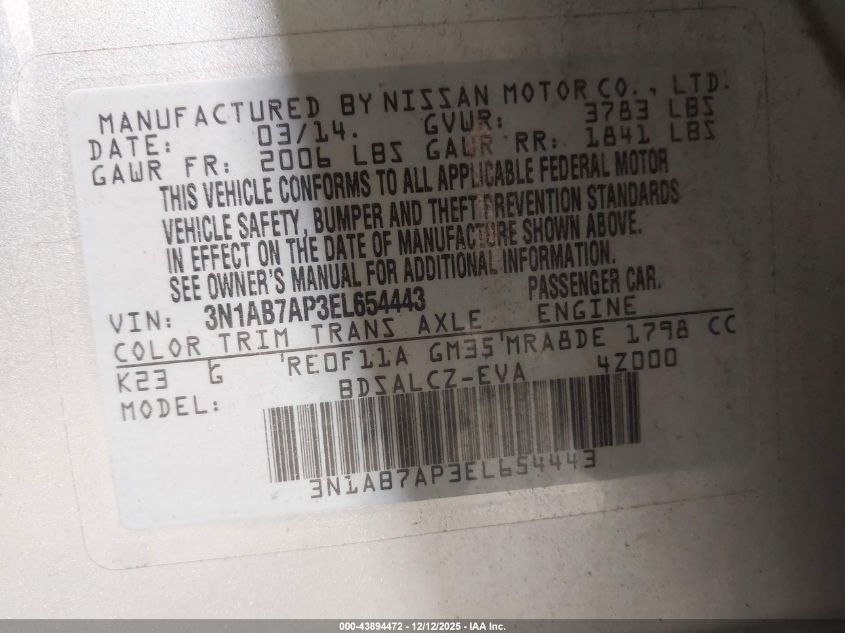 MANUFACTURED BY NISSAN MOTOR CO., LTD.
DATE: 03/14. GVWR: 3783 LBS
GAWR FR: 2006 LBS GAWR RR: 1841 LBS
THIS VEHICLE CONFORMS TO ALL APPLICABLE FEDERAL MOTOR
VEHICLE SAFETY, BUMPER AND THEFT PREVENTION STANDARDS
IN EFFECT ON THE DATE OF MANUFACTURE SHOWN ABOVE.
SEE OWNER'S MANUAL FOR ADDITIONAL INFORMATION.
VIN: 3N1AB7AP3EL654443 PASSENGER CAR.
COLOR TRIM TRANS AXLE ENGINE
K23 G 'RE0F11A GM35'MRA8DE 1798 CC
MODEL: BDSALCZ-EVA 4Z000
3N1AB7AP3EL654443
000-43894472 - 12/12/2025 - IAA Inc.